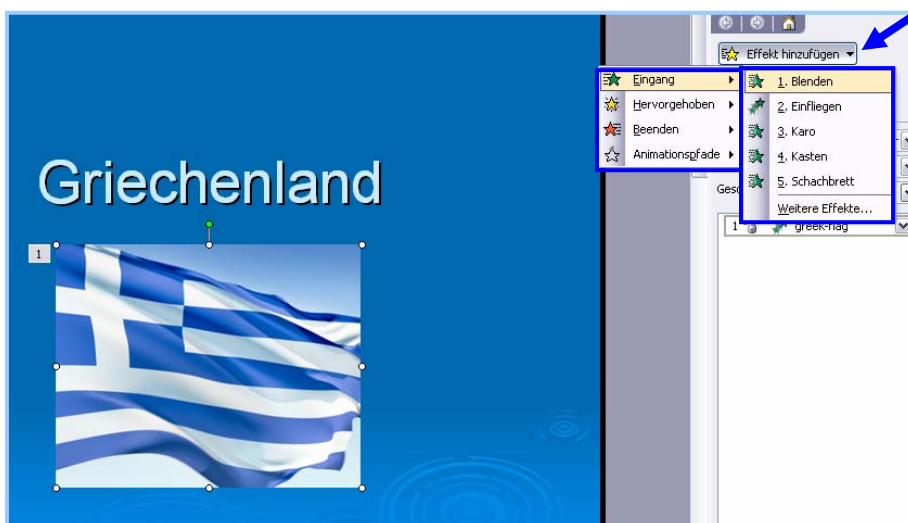 Effekt hinzufügen
Eingang
Hervorgehoben
Beenden
Animationspfade
1. Blenden
2. Einfliegen
3. Karo
4. Kasten
5. Schachbrett
Weitere Effekte...
Griechenland
1
1 greek-flag